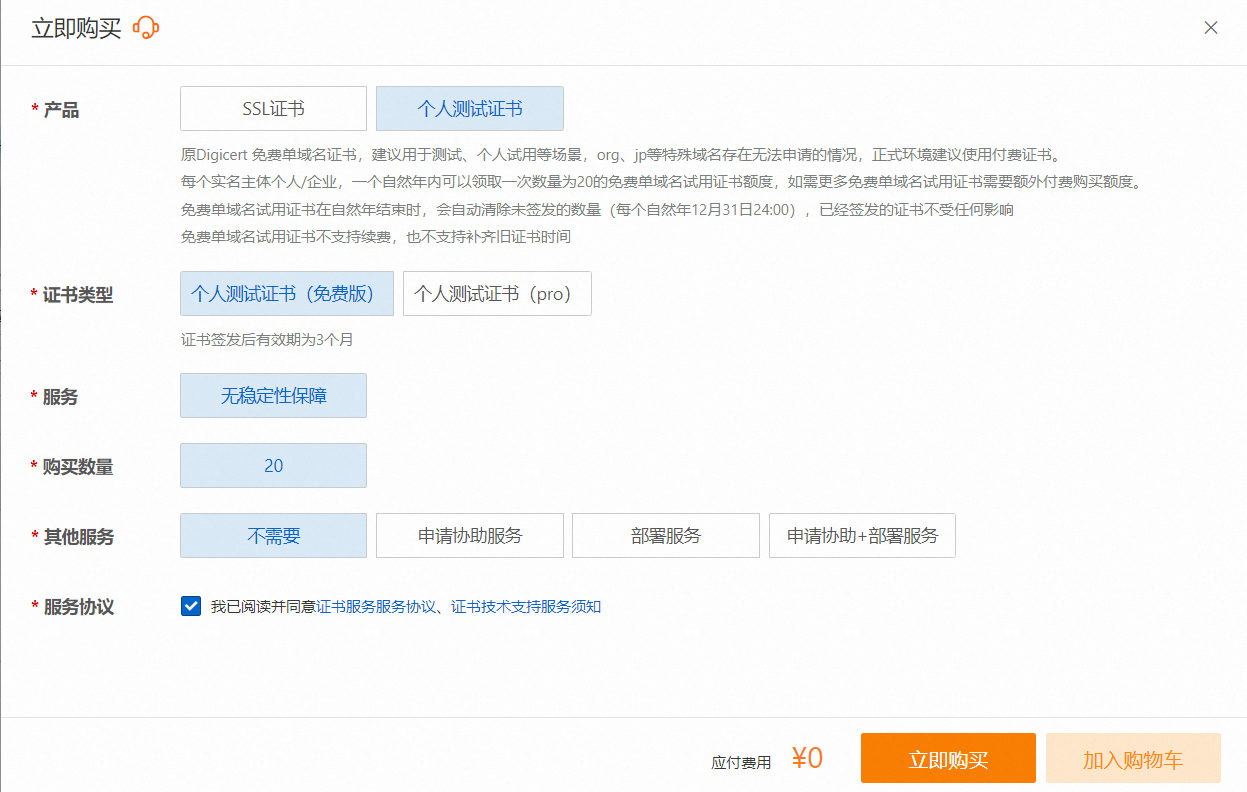 立即购买
* 产品
SSL证书 个人测试证书
原Digicert 免费单域名证书，建议用于测试、个人试用等场景，org、jp等特殊域名存在无法申请的情况，正式环境建议使用付费证书。
每个实名主体个人/企业，一个自然年内可以领取一次数量为20的免费单域名试用证书额度，如需更多免费单域名试用证书需要额外付费购买额度。
免费单域名试用证书在自然年结束时，会自动清除未签发的数量（每个自然年12月31日24:00），已经签发的证书不受任何影响
免费单域名试用证书不支持续费，也不支持补齐旧证书时间
* 证书类型
个人测试证书（免费版） 个人测试证书（pro）
证书签发后有效期为3个月
* 服务
无稳定性保障
* 购买数量
20
* 其他服务
不需要 申请协助服务 部署服务 申请协助+部署服务
* 服务协议
我已阅读并同意证书服务服务协议、证书技术支持服务须知
应付费用 ¥0 立即购买 加入购物车